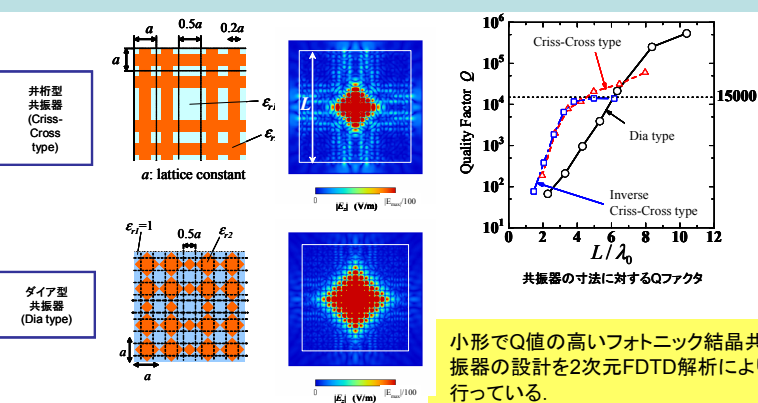 井桁型
共振器
(Criss-
Cross
type)
a
0.5a
0.2a
a
εr1
εr
a: lattice constant
L
0
|Ez| (V/m)
|Emax|/100
ダイア型
共振器
(Dia type)
εr1=1
0.5a
εr2
a
a
0
|Ez| (V/m)
|Emax|/100
Quality Factor Q
10⁶
10⁵
10⁴
10³
10²
10¹
Criss-Cross type
15000
Dia type
Inverse
Criss-Cross type
0 2 4 6 8 10 12
L / λ0
共振器の寸法に対するQファクタ
小形でQ値の高いフォトニック結晶共
振器の設計を2次元FDTD解析により
行っている.